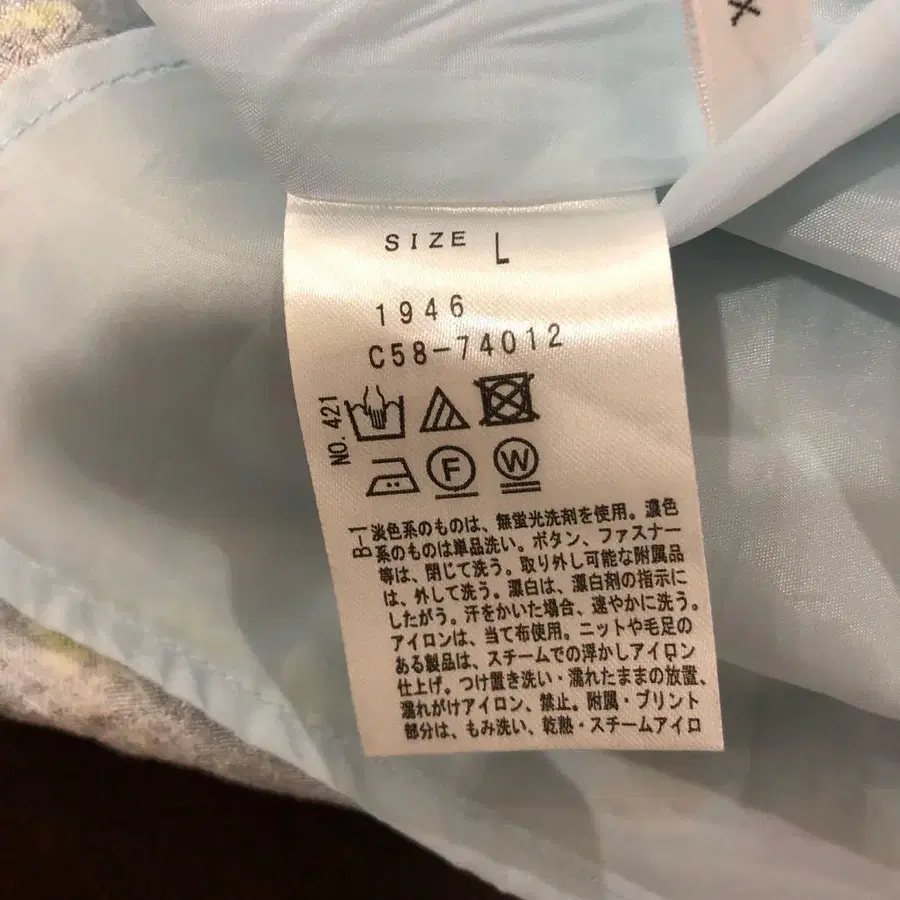 SIZE L
1946
C58-74012
NO. 421
F W
B-1
淡色系のものは、無蛍光洗剤を使用。濃色
系のものは単品洗い。ボタン、ファスナー
等は、閉じて洗う。取り外し可能な附属品
は、外して洗う。漂白は、漂白剤の指示に
したがう。汗をかいた場合、速やかに洗う。
アイロンは、当て布使用。ニットや毛足の
ある製品は、スチームでの浮かしアイロン
仕上げ。つけ置き洗い・濡れたままの放置、
濡れがけアイロン、禁止。附属・プリント
部分は、もみ洗い、乾熱・スチームアイロ